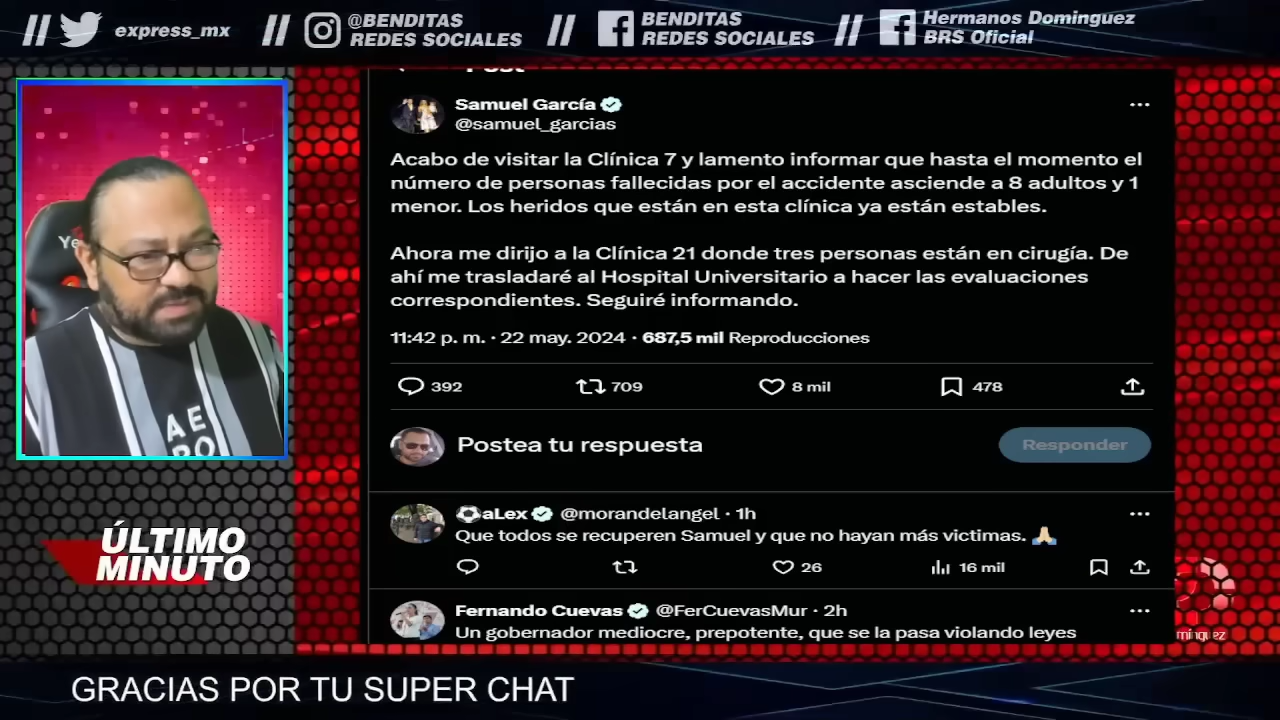 express_mx
@BENDITAS
REDES SOCIALES
BENDITAS
REDES SOCIALES
Hermanos Dominguez
BRS Oficial
Post
Samuel García
@samuel_garcias
Acabo de visitar la Clínica 7 y lamento informar que hasta el momento el
número de personas fallecidas por el accidente asciende a 8 adultos y 1
menor. Los heridos que están en esta clínica ya están estables.
Ahora me dirijo a la Clínica 21 donde tres personas están en cirugía. De
ahí me trasladaré al Hospital Universitario a hacer las evaluaciones
correspondientes. Seguiré informando.
11:42 p. m. · 22 may. 2024 · 687,5 mil Reproducciones
392 709 8 mil 478
Postea tu respuesta
Responder
aLex @morandelangel · 1h
Que todos se recuperen Samuel y que no hayan más victimas. 🙏
26 16 mil
Fernando Cuevas @FerCuevasMur · 2h
Un gobernador mediocre, prepotente, que se la pasa violando leyes
Ye
AE
RO
ÚLTIMO
MINUTO
mínguez
GRACIAS POR TU SUPER CHAT